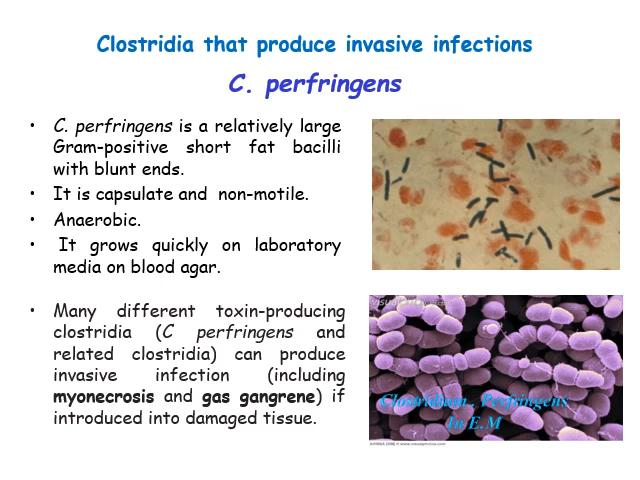 Clostridia that produce invasive infections
C. perfringens
• C. perfringens is a relatively large
Gram-positive short fat bacilli
with blunt ends.
• It is capsulate and non-motile.
• Anaerobic.
• It grows quickly on laboratory
media on blood agar.
• Many different toxin-producing
clostridia (C perfringens and
related clostridia) can produce
invasive infection (including
myonecrosis and gas gangrene) if
introduced into damaged tissue.
Clostridium . Perfringens
In E.M